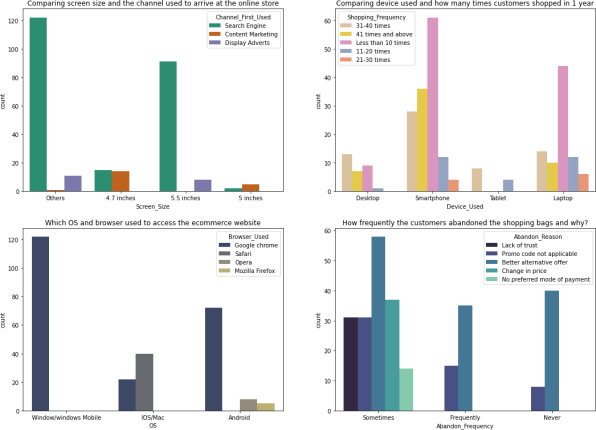 Comparing screen size and the channel used to arrive at the online store
Channel_First_Used
Search Engine
Content Marketing
Display Adverts
120
100
80
60
40
20
0
count
Others
4.7 inches
5.5 inches
5 inches
Screen_Size
Comparing device used and how many times customers shopped in 1 year
Shopping_Frequency
31-40 times
41 times and above
Less than 10 times
11-20 times
21-30 times
60
50
40
30
20
10
0
count
Desktop
Smartphone
Tablet
Laptop
Device_Used
Which OS and browser used to access the ecommerce website
Browser_Used
Google chrome
Safari
Opera
Mozilla Firefox
120
100
80
60
40
20
0
count
Window/windows Mobile
IOS/Mac
Android
OS
How frequently the customers abandoned the shopping bags and why?
Abandon_Reason
Lack of trust
Promo code not applicable
Better alternative offer
Change in price
No preferred mode of payment
60
50
40
30
20
10
0
count
Sometimes
Frequently
Never
Abandon_Frequency